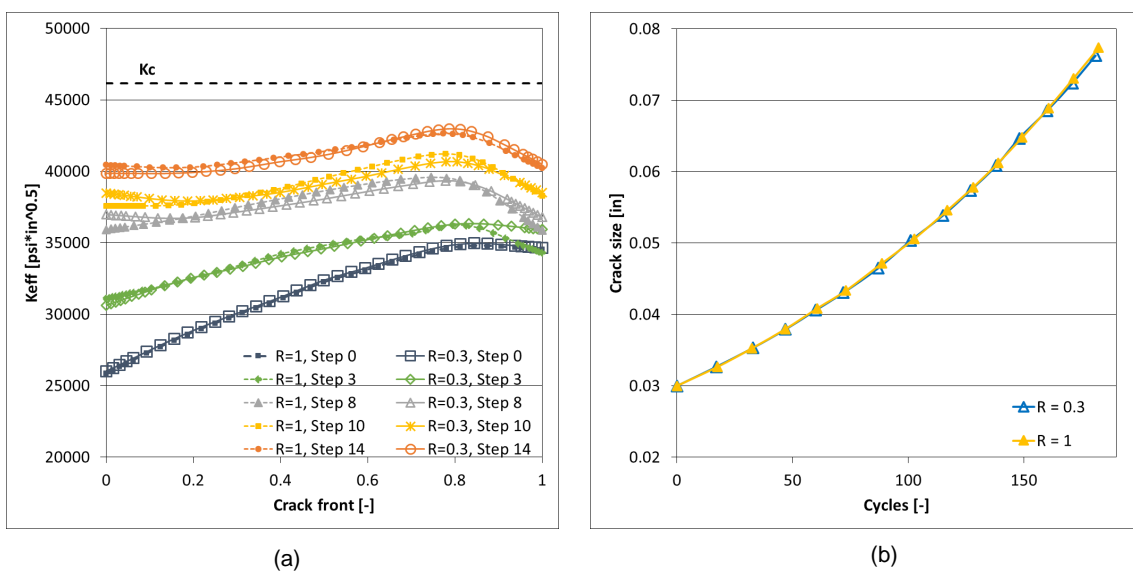 50000
45000
40000
35000
30000
25000
20000
Keff [psi*in^0.5]
Kc
R=1, Step 0
R=0.3, Step 0
R=1, Step 3
R=0.3, Step 3
R=1, Step 8
R=0.3, Step 8
R=1, Step 10
R=0.3, Step 10
R=1, Step 14
R=0.3, Step 14
0 0.2 0.4 0.6 0.8 1
Crack front [-]
(a)
0.08
0.07
0.06
0.05
0.04
0.03
0.02
Crack size [in]
R = 0.3
R = 1
0 50 100 150
Cycles [-]
(b)